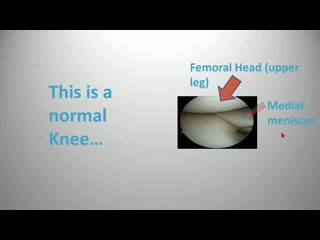 This is a
normal
Knee...
Femoral Head (upper
leg)
Medial
meniscus